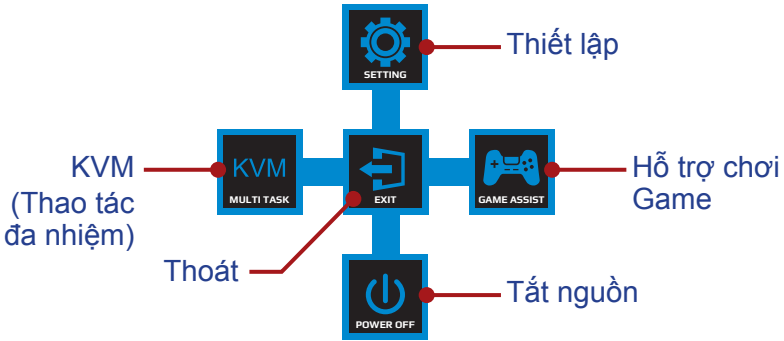 Thiết lập
SETTING
KVM
(Thao tác
đa nhiệm)
KVM
MULTI TASK
EXIT
GAME ASSIST
Hỗ trợ chơi
Game
Thoát
POWER OFF
Tắt nguồn